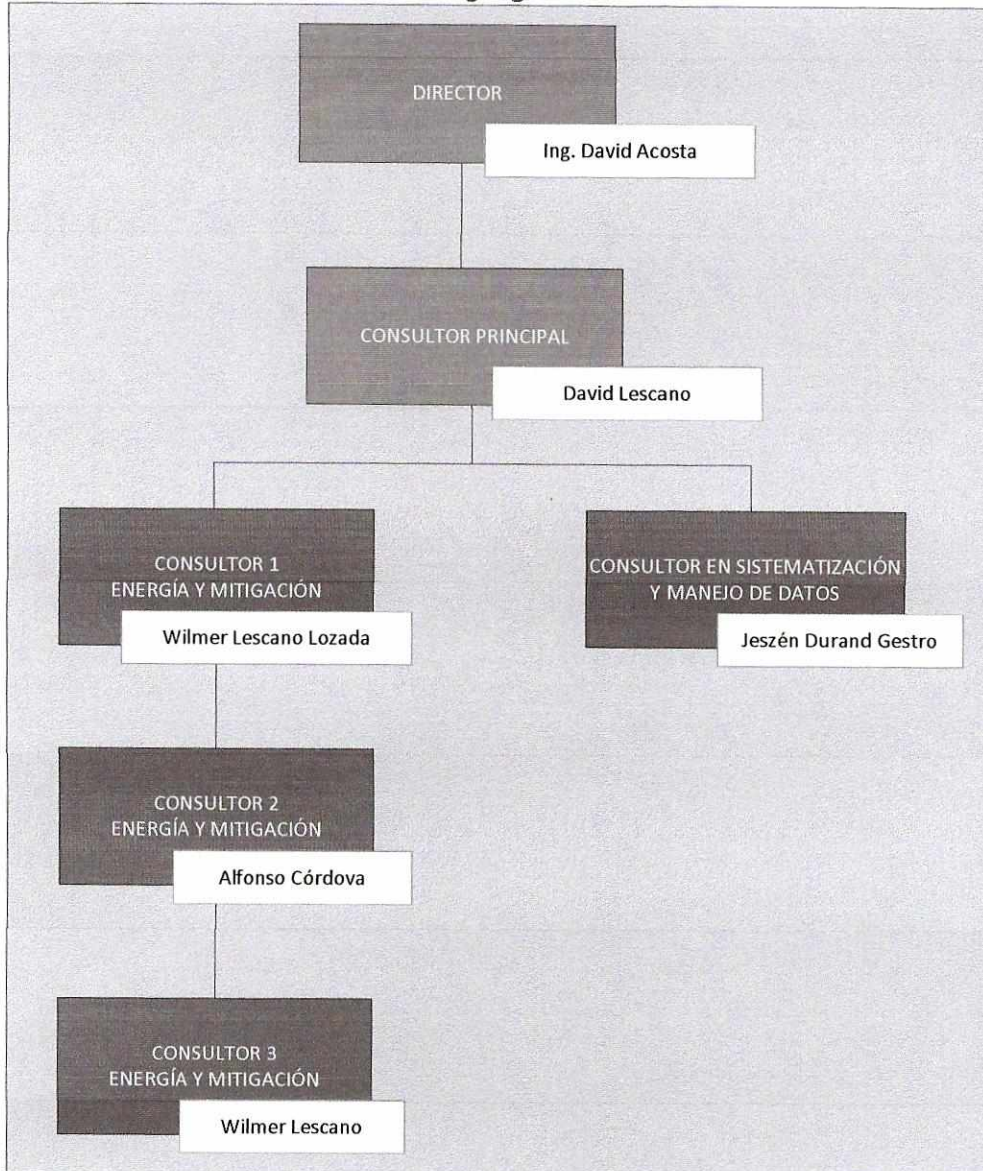 DIRECTOR
Ing. David Acosta
CONSULTOR PRINCIPAL
David Lescano
CONSULTOR 1
ENERGÍA Y MITIGACIÓN
Wilmer Lescano Lozada
CONSULTOR EN SISTEMATIZACIÓN
Y MANEJO DE DATOS
Jeszén Durand Gestro
CONSULTOR 2
ENERGÍA Y MITIGACIÓN
Alfonso Córdova
CONSULTOR 3
ENERGÍA Y MITIGACIÓN
Wilmer Lescano